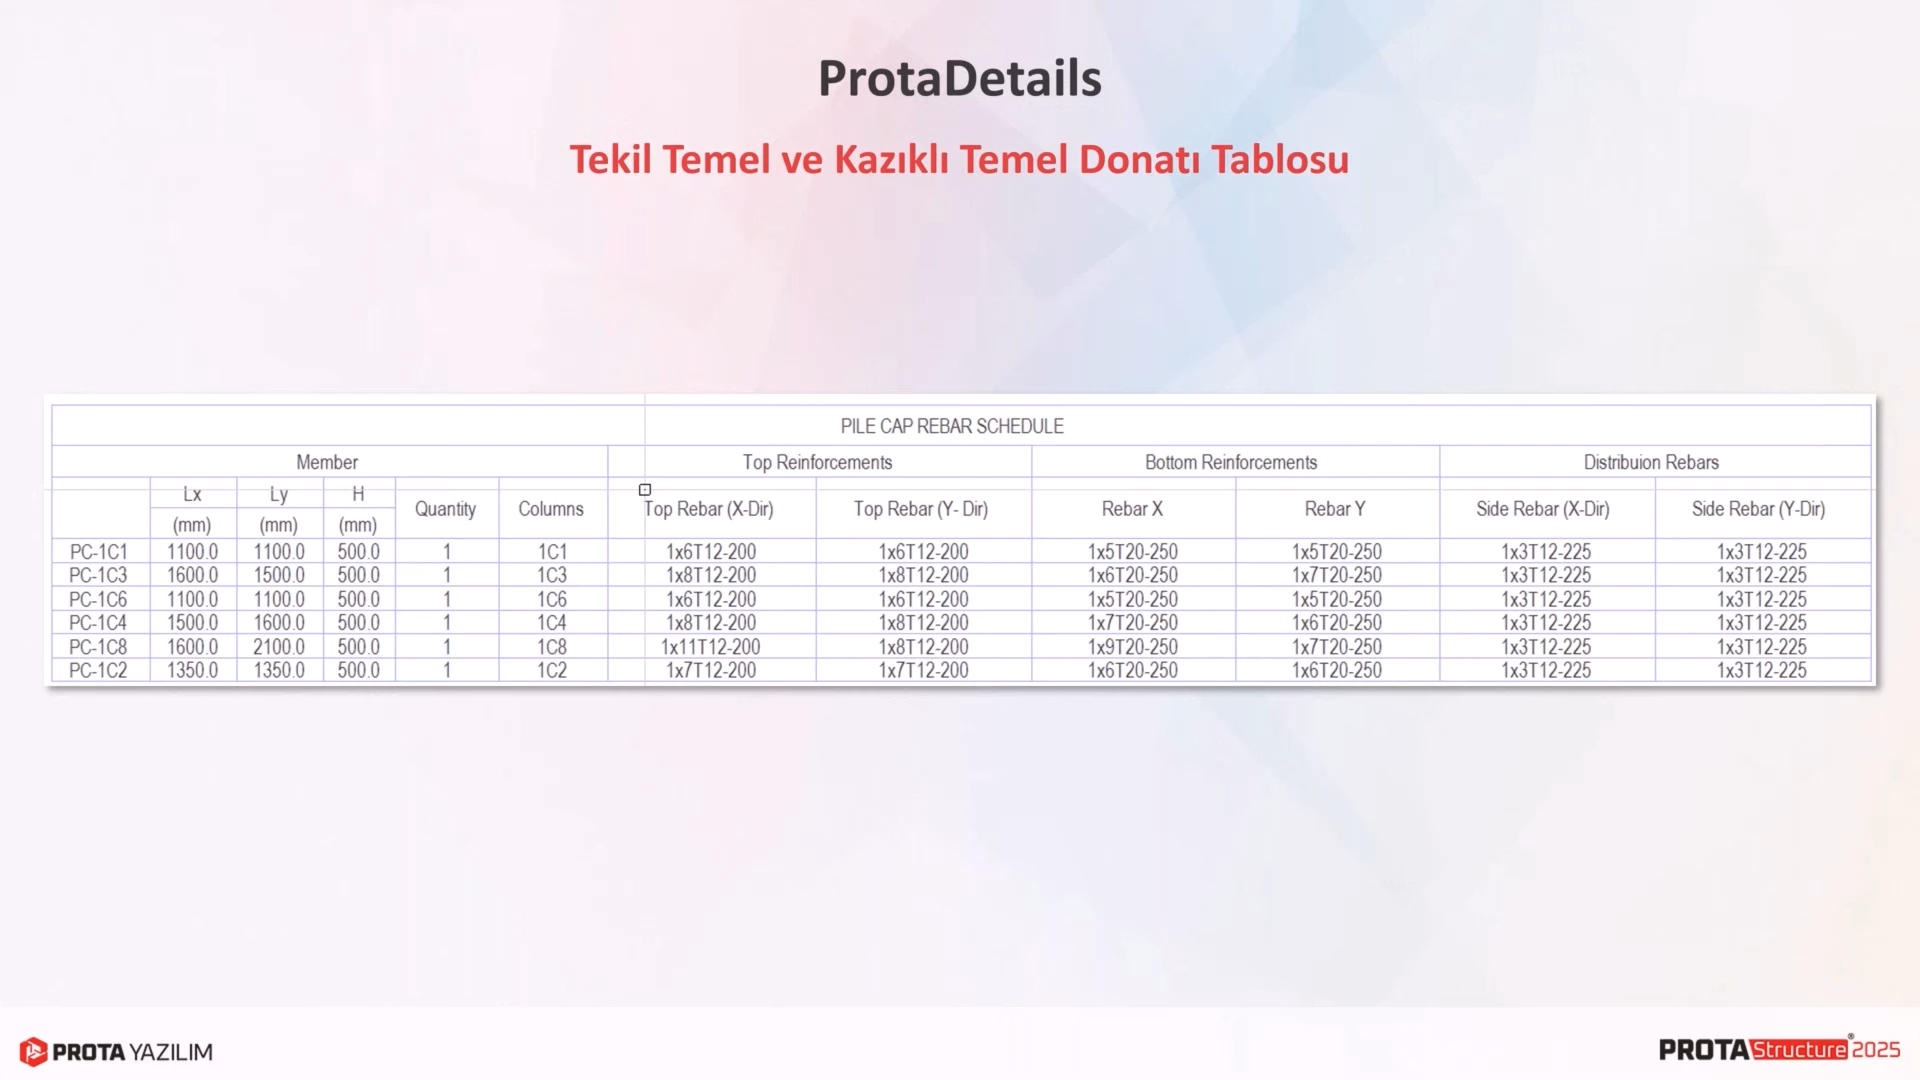 ProtaDetails
Tekil Temel ve Kazıklı Temel Donatı Tablosu
PILE CAP REBAR SCHEDULE
Member Top Reinforcements Bottom Reinforcements Distribuion Rebars
Lx Ly H Quantity Columns Top Rebar (X-Dir) Top Rebar (Y- Dir) Rebar X Rebar Y Side Rebar (X-Dir) Side Rebar (Y-Dir)
(mm) (mm) (mm)
PC-1C1 1100.0 1100.0 500.0 1 1C1 1x6T12-200 1x6T12-200 1x5T20-250 1x5T20-250 1x3T12-225 1x3T12-225
PC-1C3 1600.0 1500.0 500.0 1 1C3 1x8T12-200 1x8T12-200 1x6T20-250 1x7T20-250 1x3T12-225 1x3T12-225
PC-1C6 1100.0 1100.0 500.0 1 1C6 1x6T12-200 1x6T12-200 1x5T20-250 1x5T20-250 1x3T12-225 1x3T12-225
PC-1C4 1500.0 1600.0 500.0 1 1C4 1x8T12-200 1x8T12-200 1x7T20-250 1x6T20-250 1x3T12-225 1x3T12-225
PC-1C8 1600.0 2100.0 500.0 1 1C8 1x11T12-200 1x8T12-200 1x9T20-250 1x7T20-250 1x3T12-225 1x3T12-225
PC-1C2 1350.0 1350.0 500.0 1 1C2 1x7T12-200 1x7T12-200 1x6T20-250 1x6T20-250 1x3T12-225 1x3T12-225
PROTA YAZILIM
PROTAStructure® 2025